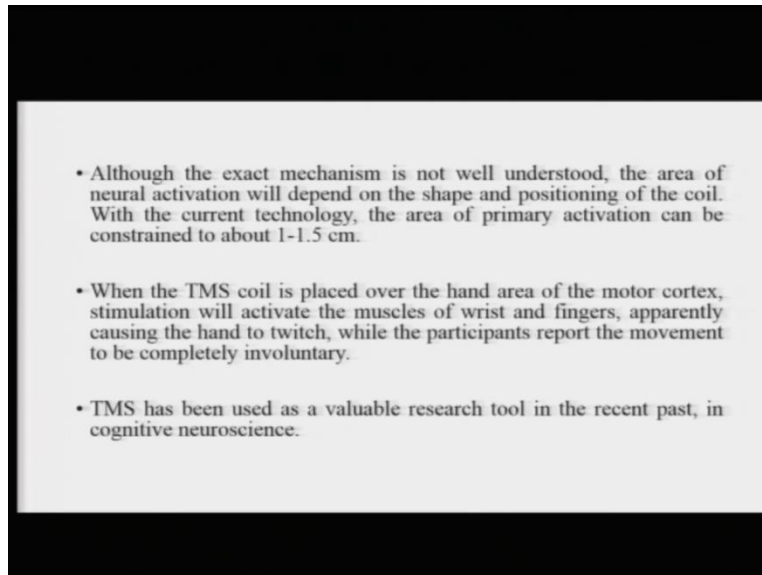 • Although the exact mechanism is not well understood, the area of
neural activation will depend on the shape and positioning of the coil.
With the current technology, the area of primary activation can be
constrained to about 1-1.5 cm.
• When the TMS coil is placed over the hand area of the motor cortex,
stimulation will activate the muscles of wrist and fingers, apparently
causing the hand to twitch, while the participants report the movement
to be completely involuntary.
• TMS has been used as a valuable research tool in the recent past, in
cognitive neuroscience.